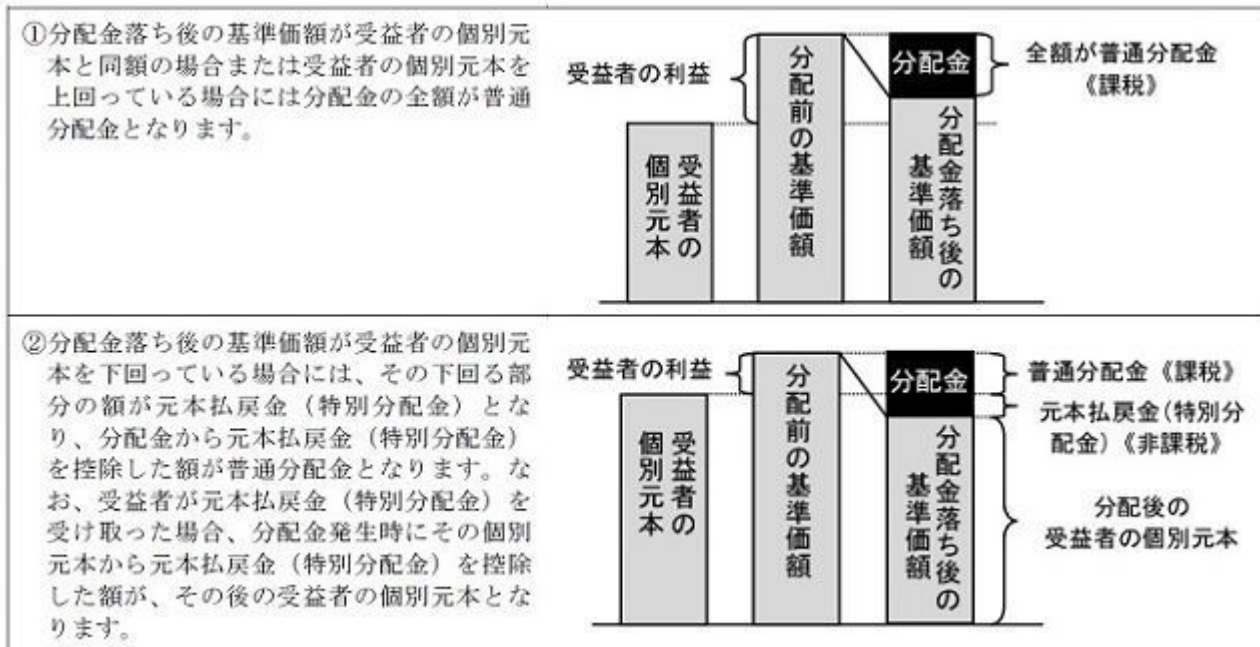 ①分配金落ち後の基準価額が受益者の個別元
本と同額の場合または受益者の個別元本を
上回っている場合には分配金の全額が普通
分配金となります。
受益者の利益
受益者の
個別元本
分配前の基準価額
分配金
分配金落ち後の
基準価額
全額が普通分配金
《課税》
②分配金落ち後の基準価額が受益者の個別元
本を下回っている場合には、その下回る部
分の額が元本払戻金（特別分配金）とな
り、分配金から元本払戻金（特別分配金）
を控除した額が普通分配金となります。な
お、受益者が元本払戻金（特別分配金）を
受け取った場合、分配金発生時にその個別
元本から元本払戻金（特別分配金）を控除
した額が、その後の受益者の個別元本とな
ります。
受益者の利益
受益者の
個別元本
分配前の基準価額
分配金
分配金落ち後の
基準価額
普通分配金《課税》
元本払戻金(特別分
配金)《非課税》
分配後の
受益者の個別元本